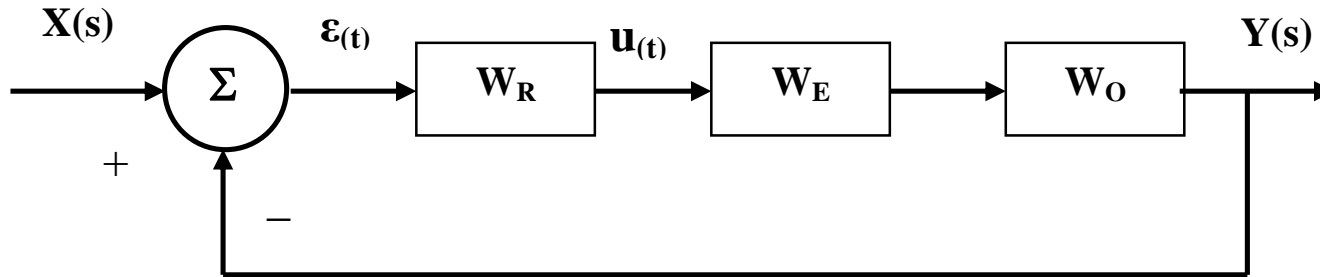 X(s) ε(t) u(t) Y(s)
Σ W_R W_E W_O
+
−